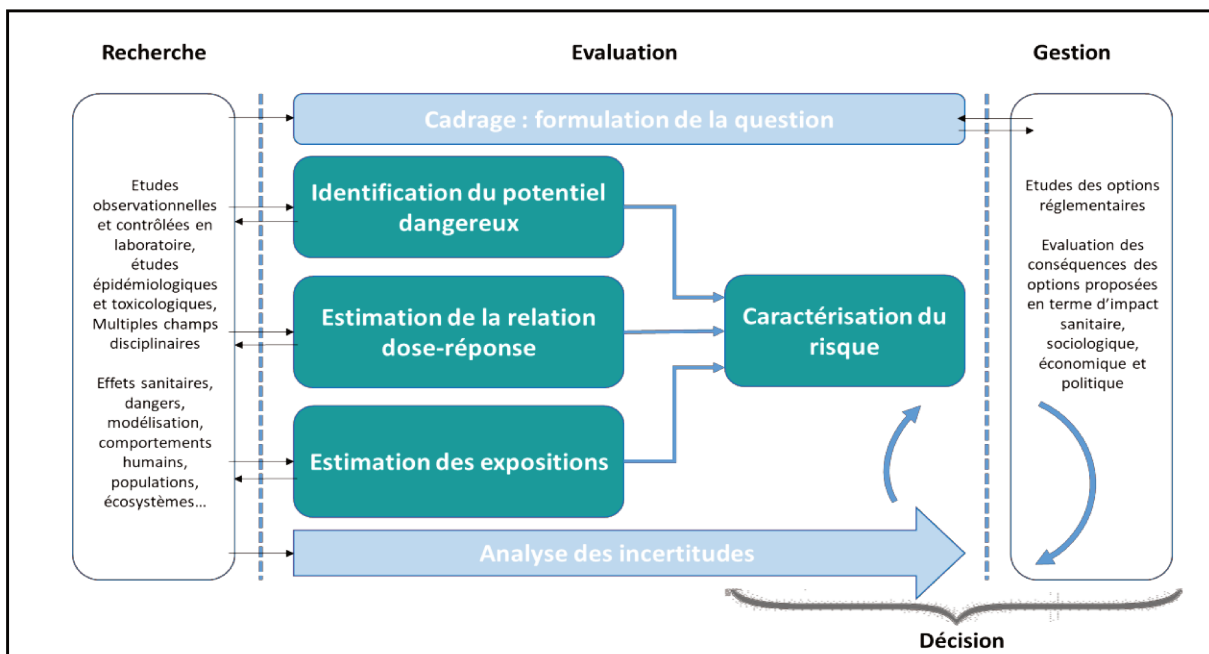 Recherche
Evaluation
Gestion
Cadrage : formulation de la question
Etudes
observationnelles
et contrôlées en
laboratoire,
études
épidémiologiques
et toxicologiques,
Multiples champs
disciplinaires
Effets sanitaires,
dangers,
modélisation,
comportements
humains,
populations,
écosystèmes…
Identification du potentiel
dangereux
Estimation de la relation
dose-réponse
Estimation des expositions
Caractérisation du
risque
Analyse des incertitudes
Etudes des options
réglementaires
Evaluation des
conséquences des
options proposées
en terme d’impact
sanitaire,
sociologique,
économique et
politique
Décision